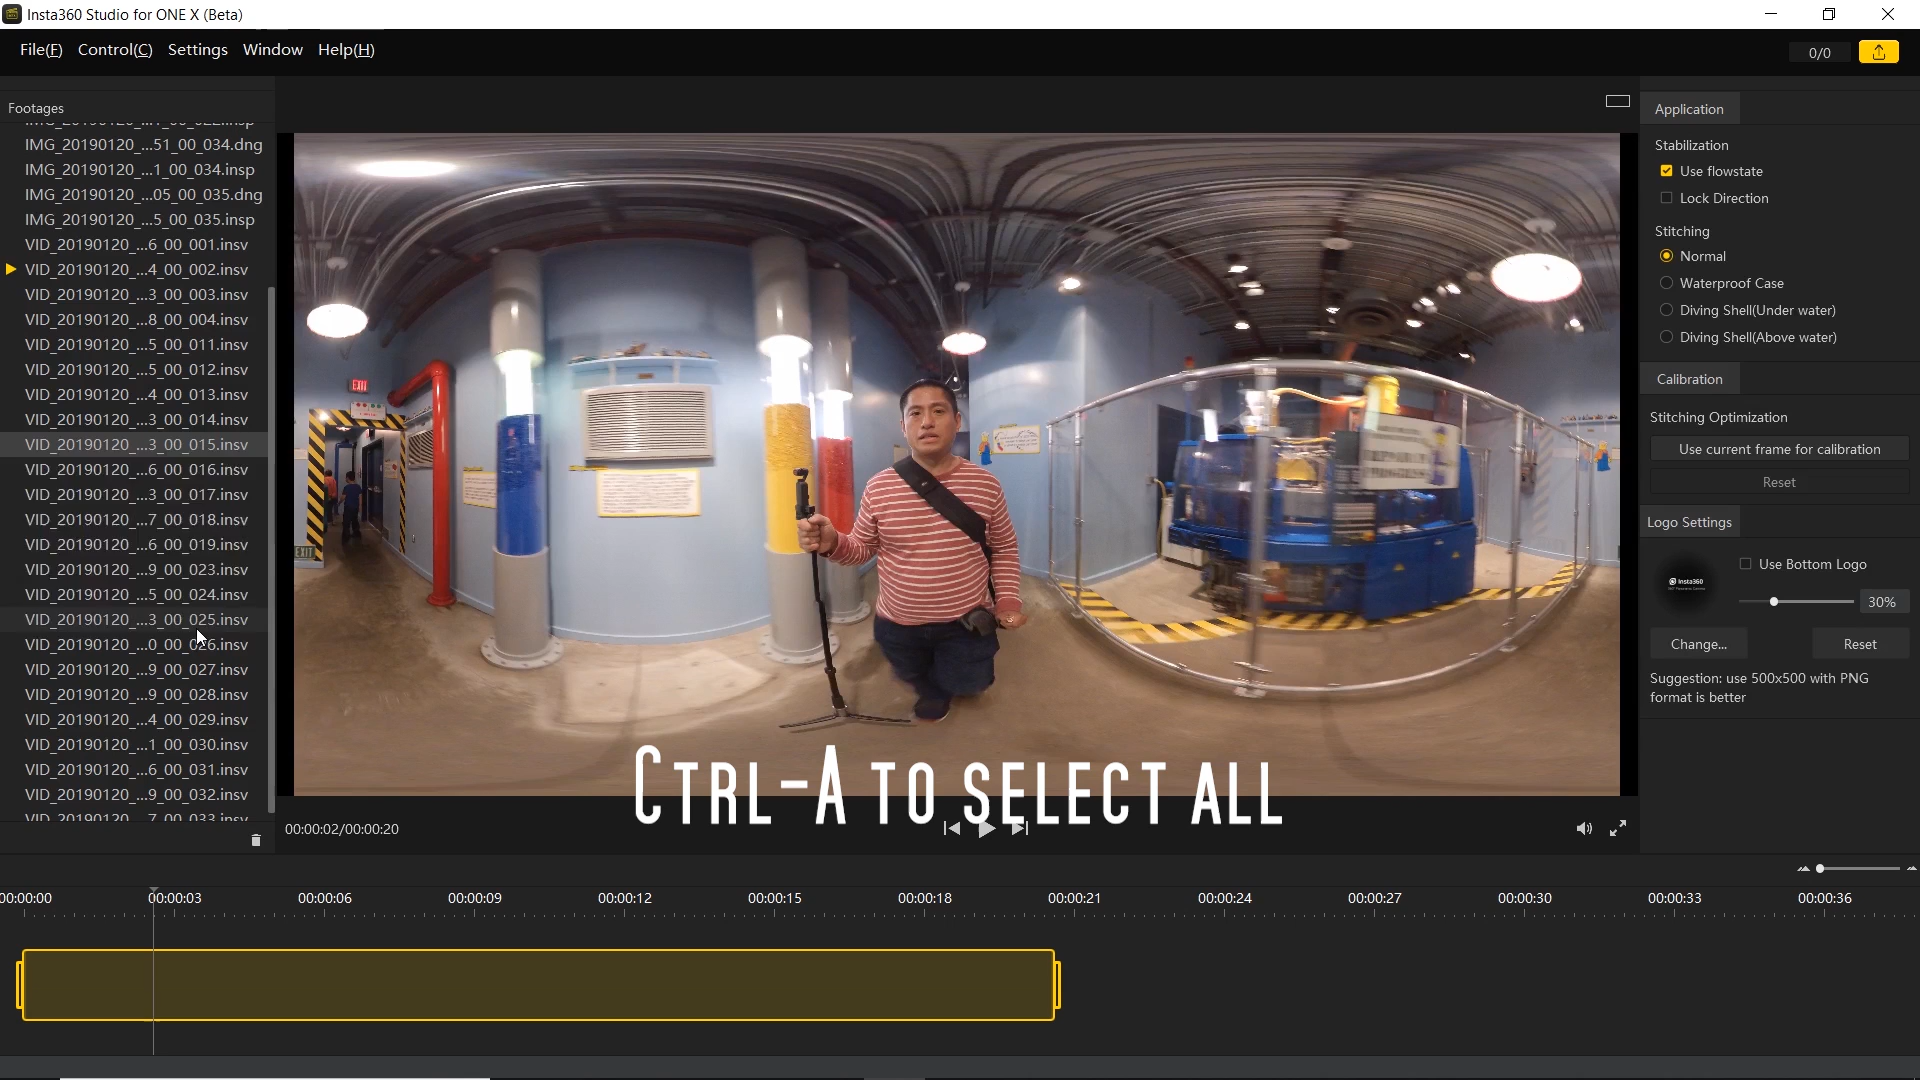 Insta360 Studio for ONE X (Beta)
File(F) Control(C) Settings Window Help(H)
0/0
Footages
IMG_20190120_...51_00_034.dng
IMG_20190120_...1_00_034.insp
IMG_20190120_...05_00_035.dng
IMG_20190120_...5_00_035.insp
VID_20190120_...6_00_001.insv
VID_20190120_...4_00_002.insv
VID_20190120_...3_00_003.insv
VID_20190120_...8_00_004.insv
VID_20190120_...5_00_011.insv
VID_20190120_...5_00_012.insv
VID_20190120_...4_00_013.insv
VID_20190120_...3_00_014.insv
VID_20190120_...3_00_015.insv
VID_20190120_...6_00_016.insv
VID_20190120_...3_00_017.insv
VID_20190120_...7_00_018.insv
VID_20190120_...6_00_019.insv
VID_20190120_...9_00_023.insv
VID_20190120_...5_00_024.insv
VID_20190120_...3_00_025.insv
VID_20190120_...0_00_026.insv
VID_20190120_...9_00_027.insv
VID_20190120_...9_00_028.insv
VID_20190120_...4_00_029.insv
VID_20190120_...1_00_030.insv
VID_20190120_...6_00_031.insv
VID_20190120_...9_00_032.insv
VID_20190120_...7_00_033.insv
EXIT
EXIT
Ctrl-A to select all
00:00:02/00:00:20
Application
Stabilization
Use flowstate
Lock Direction
Stitching
Normal
Waterproof Case
Diving Shell(Under water)
Diving Shell(Above water)
Calibration
Stitching Optimization
Use current frame for calibration
Reset
Logo Settings
Insta360
Use Bottom Logo
30%
Change...
Reset
Suggestion: use 500x500 with PNG
format is better
00:00:00 00:00:03 00:00:06 00:00:09 00:00:12 00:00:15 00:00:18 00:00:21 00:00:24 00:00:27 00:00:30 00:00:33 00:00:36